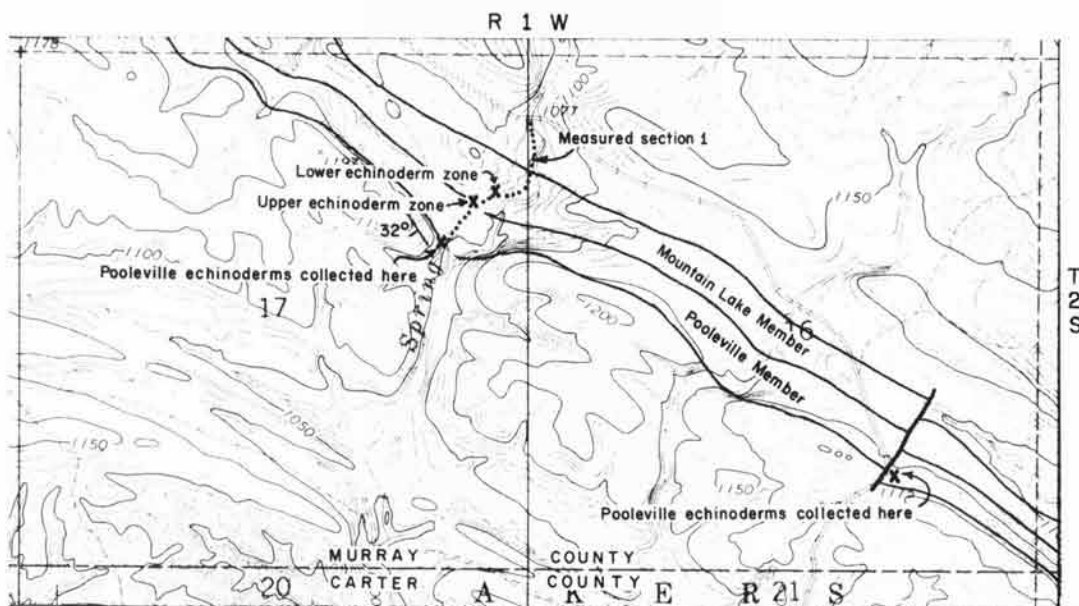 R 1 W
1178
1100
1077
Measured section 1
Lower echinoderm zone
1150
Upper echinoderm zone
32°
1100
Pooleville echinoderms collected here
17
Spring
1200
Mountain Lake Member
16
T
2
S
Pooleville Member
1050
1150
1150
Pooleville echinoderms collected here
MURRAY COUNTY
CARTER COUNTY
20 A K E R S 21